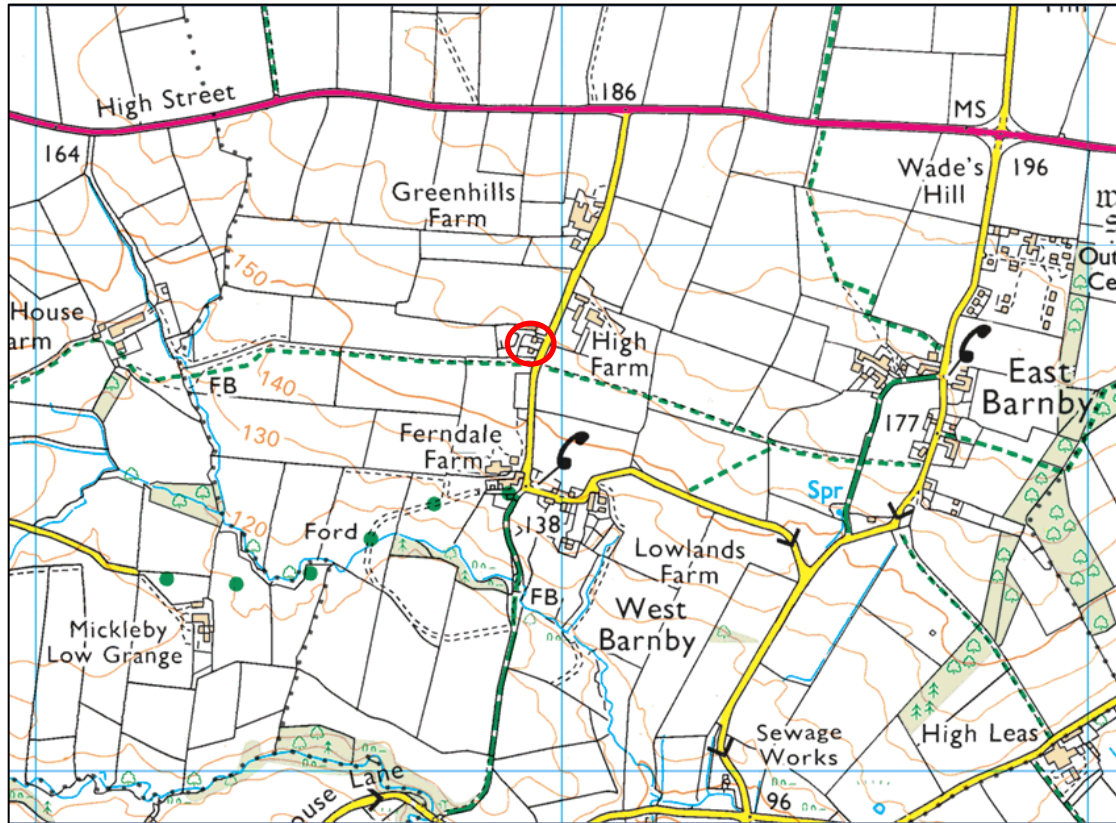 High Street
186
MS
164
196
Wade's
Hill
Greenhills
Farm
150
House
High
Farm
FB
140
East
Barnby
130
Ferndale
Farm
177
Spr
120
Ford
138
Lowlands
Farm
FB
West
Barnby
Mickleby
Low Grange
Sewage
Works
High Leas
Lane
96